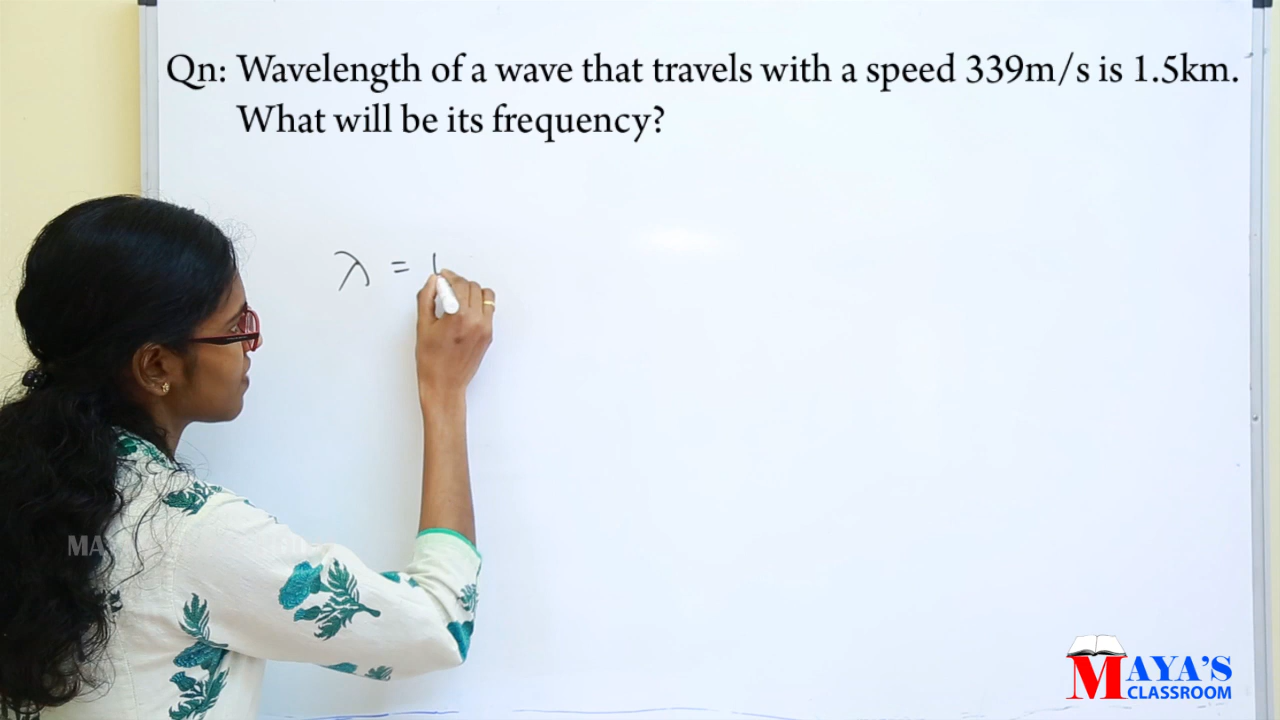 Qn: Wavelength of a wave that travels with a speed 339m/s is 1.5km.
What will be its frequency?
λ =
MAYA'S
CLASSROOM